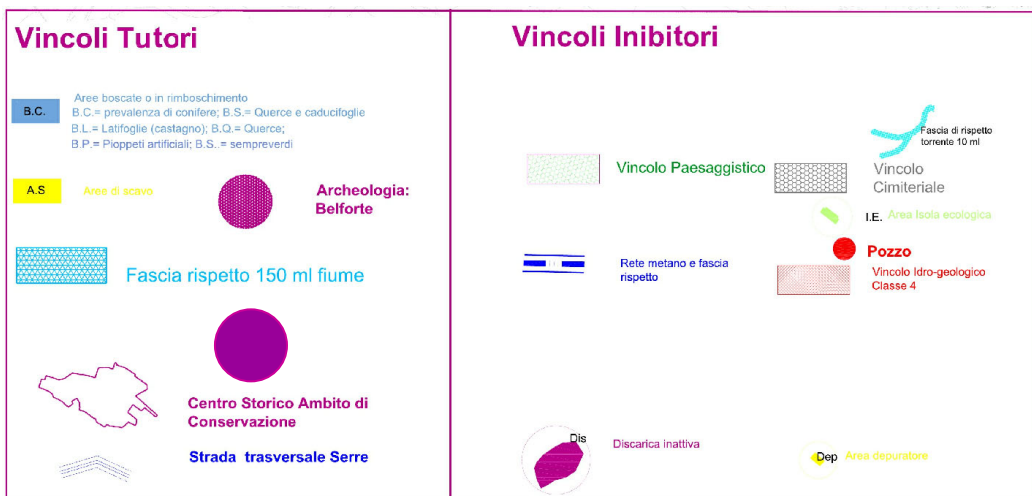 Vincoli Tutori
B.C.
Aree boscate o in rimboschimento
B.C.= prevalenza di conifere; B.S.= Querce e caducifoglie
B.L.= Latifoglie (castagno); B.Q.= Querce;
B.P.= Pioppeti artificiali; B.S..= sempreverdi
A.S
Aree di scavo
Archeologia:
Belforte
Fascia rispetto 150 ml fiume
Centro Storico Ambito di
Conservazione
Strada trasversale Serre
Vincoli Inibitori
Fascia di rispetto
torrente 10 ml
Vincolo Paesaggistico
Vincolo
Cimiteriale
I.E. Area Isola ecologica
Pozzo
Rete metano e fascia
rispetto
Vincolo Idro-geologico
Classe 4
Dis
Discarica inattiva
Dep Area depuratore